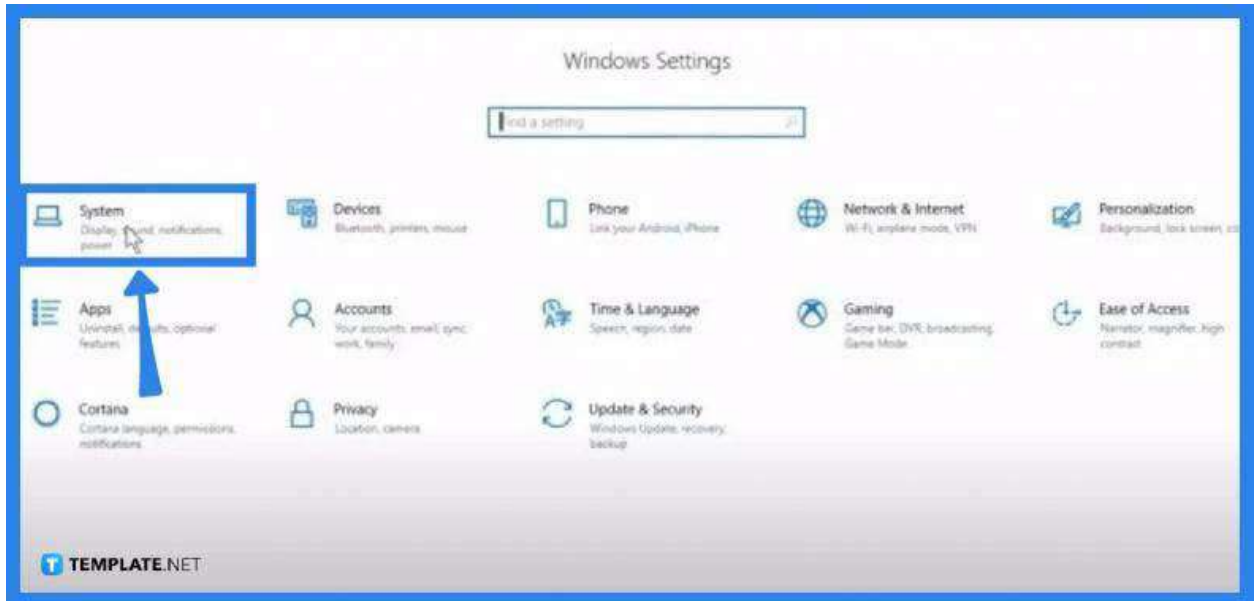 Windows Settings
Find a setting
System
Display, sound, notifications,
power
Devices
Bluetooth, printers, mouse
Phone
Link your Android, iPhone
Network & Internet
Wi-Fi, airplane mode, VPN
Personalization
Background, lock screen, co
Apps
Uninstall, defaults, optional
features
Accounts
Your accounts, email, sync,
work, family
Time & Language
Speech, region, date
Gaming
Game bar, DVR, broadcasting,
Game Mode
Ease of Access
Narrator, magnifier, high
contrast
Cortana
Cortana language, permissions,
notifications
Privacy
Location, camera
Update & Security
Windows Update, recovery,
backup
T TEMPLATE.NET